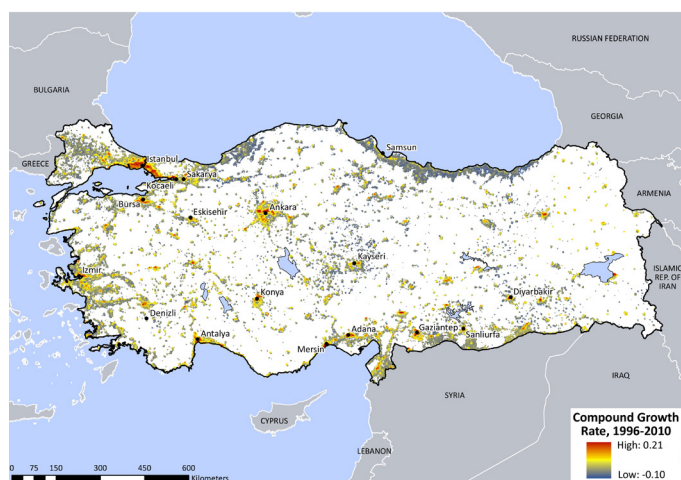 RUSSIAN FEDERATION
BULGARIA
GEORGIA
Samsun
Istanbul
GREECE
Sakarya
Kocaeli
ARMENIA
Bursa
Ankara
Eskisehir
Kayseri
Izmir
ISLAMIC
REP. OF
IRAN
Konya
Diyarbakir
Denizli
Antalya
Adana
Gaziantep
Sanliurfa
Mersin
IRAQ
SYRIA
CYPRUS
Compound Growth
Rate, 1996-2010
High: 0.21
Low: -0.10
LEBANON
0 75 150 300 450 600
Kilometers